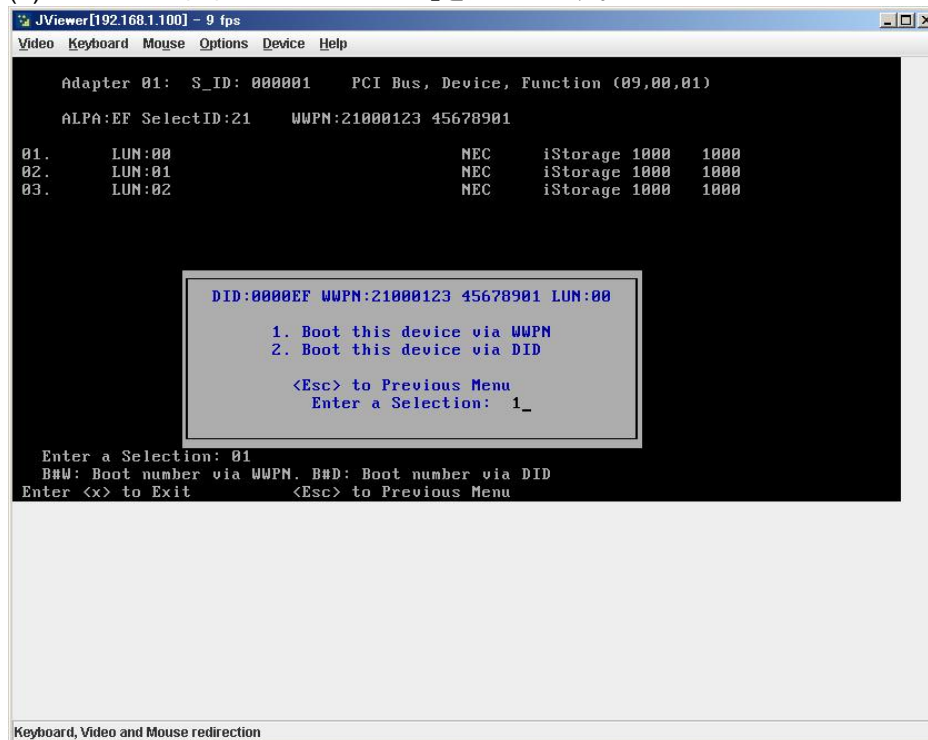 JViewer[192.168.1.100] - 9 fps
Video Keyboard Mouse Options Device Help
Adapter 01: S_ID: 000001 PCI Bus, Device, Function (09,00,01)
ALPA:EF SelectID:21 WWPN:21000123 45678901
01. LUN:00 NEC iStorage 1000 1000
02. LUN:01 NEC iStorage 1000 1000
03. LUN:02 NEC iStorage 1000 1000
DID:0000EF WWPN:21000123 45678901 LUN:00
1. Boot this device via WWPN
2. Boot this device via DID
<Esc> to Previous Menu
Enter a Selection: 1_
Enter a Selection: 01
B#W: Boot number via WWPN. B#D: Boot number via DID
Enter <x> to Exit <Esc> to Previous Menu
Keyboard, Video and Mouse redirection